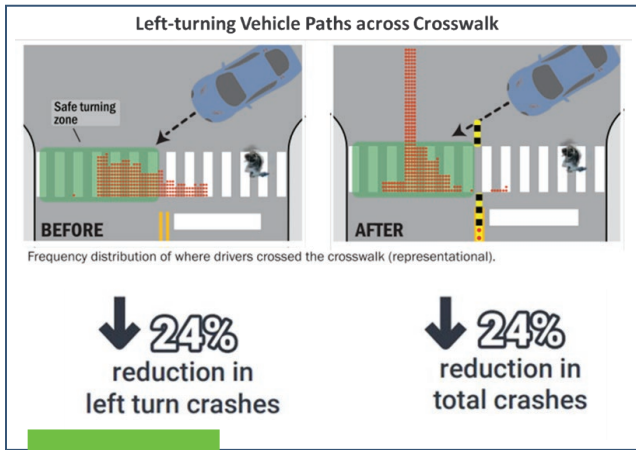 Left-turning Vehicle Paths across Crosswalk
Safe turning
zone
BEFORE
AFTER
Frequency distribution of where drivers crossed the crosswalk (representational).
24%
reduction in
left turn crashes
24%
reduction in
total crashes